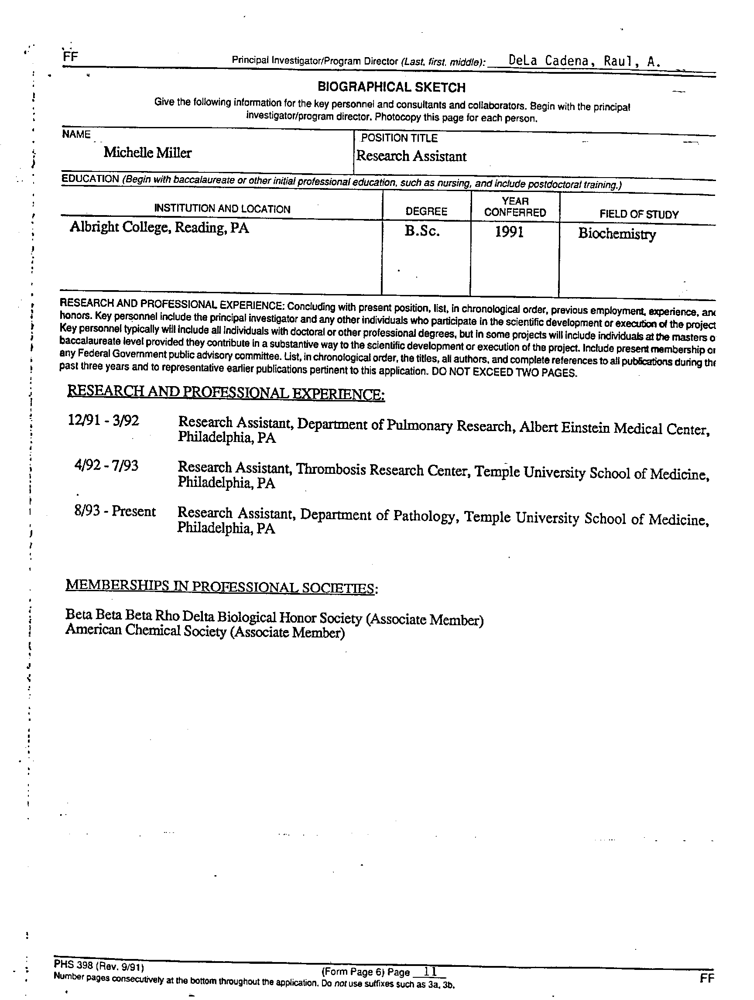 FF
Principal Investigator/Program Director (Last, first, middle): DeLa Cadena, Raul, A.
BIOGRAPHICAL SKETCH
Give the following information for the key personnel and consultants and collaborators. Begin with the principal
investigator/program director. Photocopy this page for each person.
NAME
Michelle Miller
POSITION TITLE
Research Assistant
EDUCATION (Begin with baccalaureate or other initial professional education, such as nursing, and include postdoctoral training.)
INSTITUTION AND LOCATION
DEGREE
YEAR
CONFERRED
FIELD OF STUDY
Albright College, Reading, PA
B.Sc.
1991
Biochemistry
RESEARCH AND PROFESSIONAL EXPERIENCE: Concluding with present position, list, in chronological order, previous employment, experience, and
honors. Key personnel include the principal investigator and any other individuals who participate in the scientific development or execution of the project
Key personnel typically will include all individuals with doctoral or other professional degrees, but in some projects will include individuals at the masters o
baccalaureate level provided they contribute in a substantive way to the scientific development or execution of the project. Include present membership or
any Federal Government public advisory committee. List, in chronological order, the titles, all authors, and complete references to all publications during the
past three years and to representative earlier publications pertinent to this application. DO NOT EXCEED TWO PAGES.
RESEARCH AND PROFESSIONAL EXPERIENCE:
12/91 - 3/92 Research Assistant, Department of Pulmonary Research, Albert Einstein Medical Center,
Philadelphia, PA
4/92 - 7/93 Research Assistant, Thrombosis Research Center, Temple University School of Medicine,
Philadelphia, PA
8/93 - Present Research Assistant, Department of Pathology, Temple University School of Medicine,
Philadelphia, PA
MEMBERSHIPS IN PROFESSIONAL SOCIETIES:
Beta Beta Beta Rho Delta Biological Honor Society (Associate Member)
American Chemical Society (Associate Member)
PHS 398 (Rev. 9/91)
(Form Page 6) Page 11
Number pages consecutively at the bottom throughout the application. Do not use suffixes such as 3a, 3b.
FF